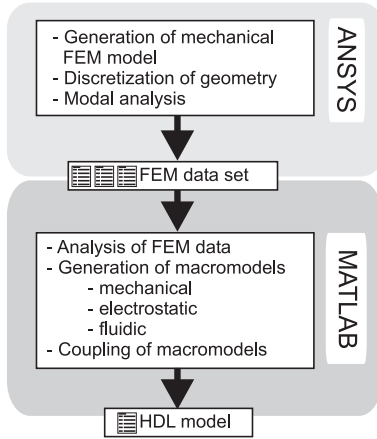 - Generation of mechanical
FEM model
- Discretization of geometry
- Modal analysis
ANSYS
FEM data set
- Analysis of FEM data
- Generation of macromodels
- mechanical
- electrostatic
- fluidic
- Coupling of macromodels
MATLAB
HDL model